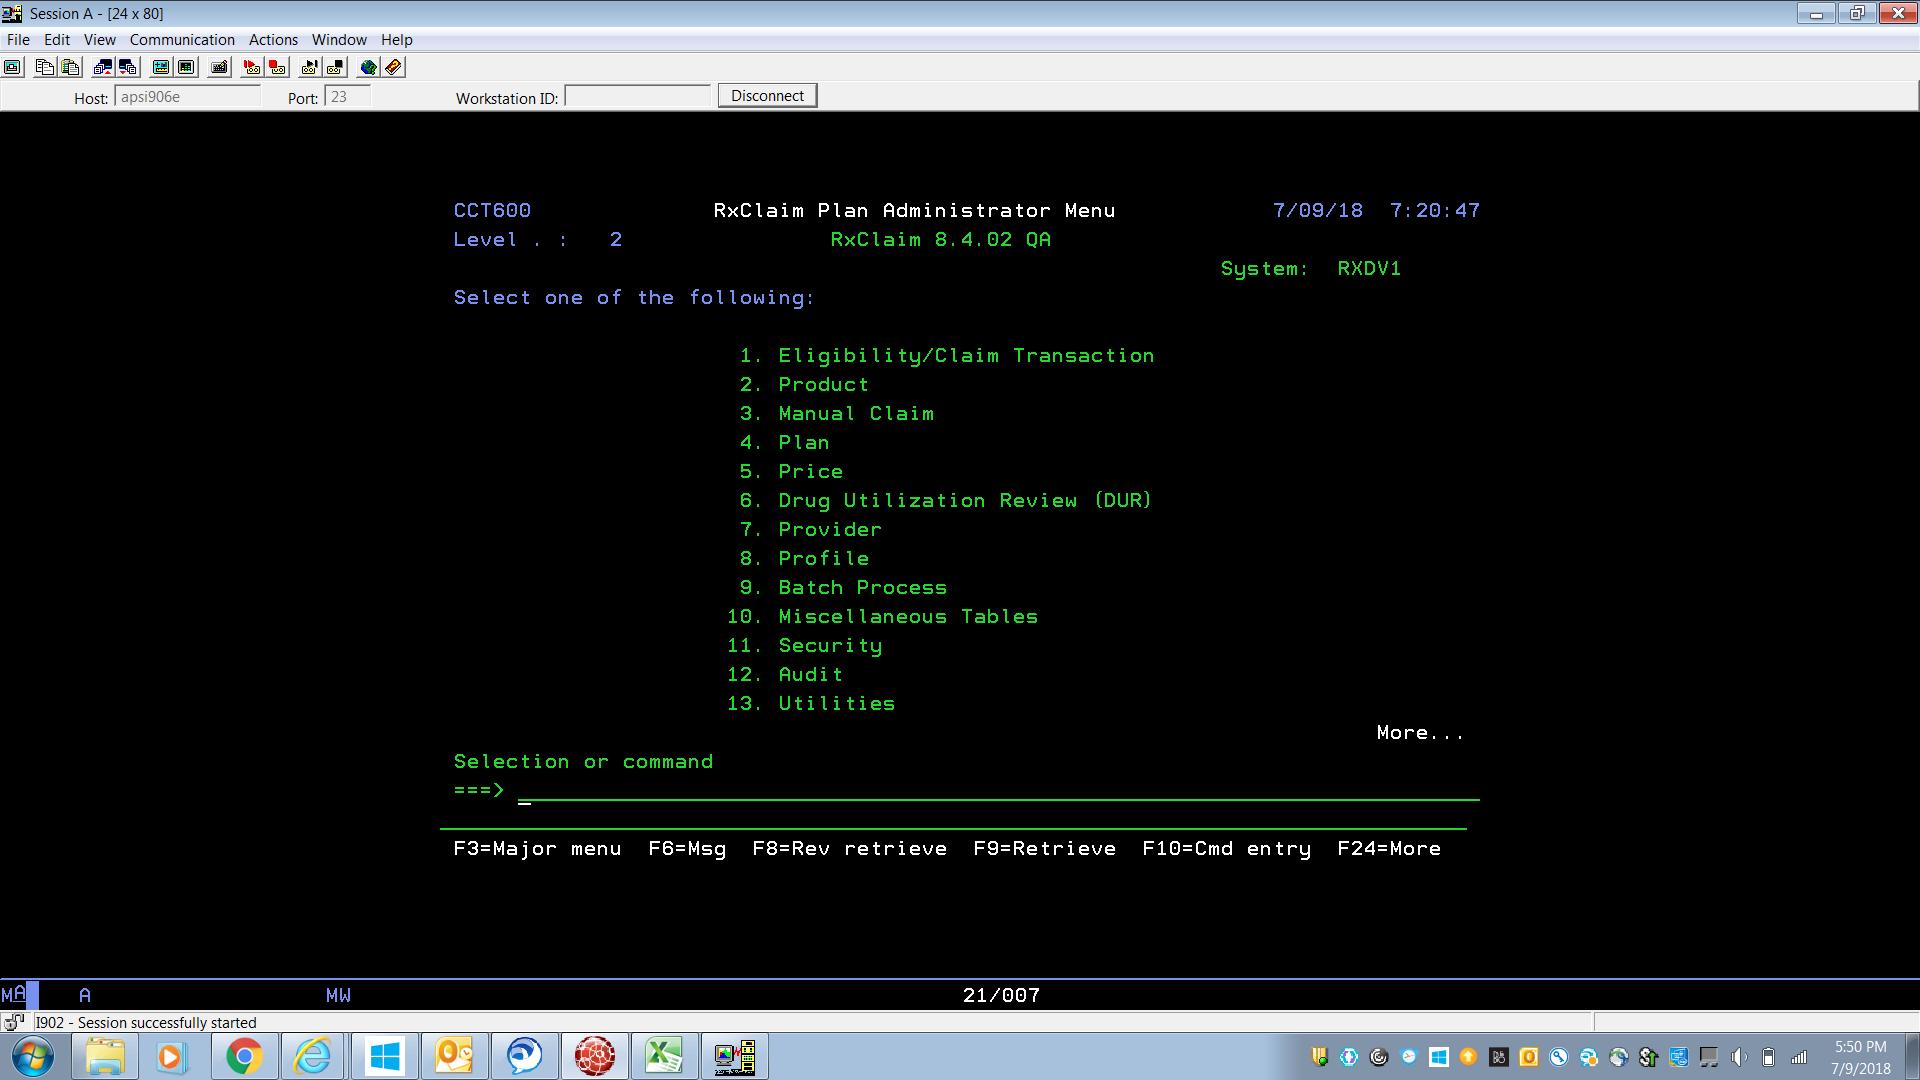 Session A - [24 x 80]
File Edit View Communication Actions Window Help
Host: apsi906e Port: 23 Workstation ID: Disconnect
CCT600 RxClaim Plan Administrator Menu 7/09/18 7:20:47
Level . : 2 RxClaim 8.4.02 QA
System: RXDV1
Select one of the following:
1. Eligibility/Claim Transaction
2. Product
3. Manual Claim
4. Plan
5. Price
6. Drug Utilization Review (DUR)
7. Provider
8. Profile
9. Batch Process
10. Miscellaneous Tables
11. Security
12. Audit
13. Utilities
More...
Selection or command
===>
F3=Major menu F6=Msg F8=Rev retrieve F9=Retrieve F10=Cmd entry F24=More
MA A MW 21/007
I902 - Session successfully started
5:50 PM
7/9/2018